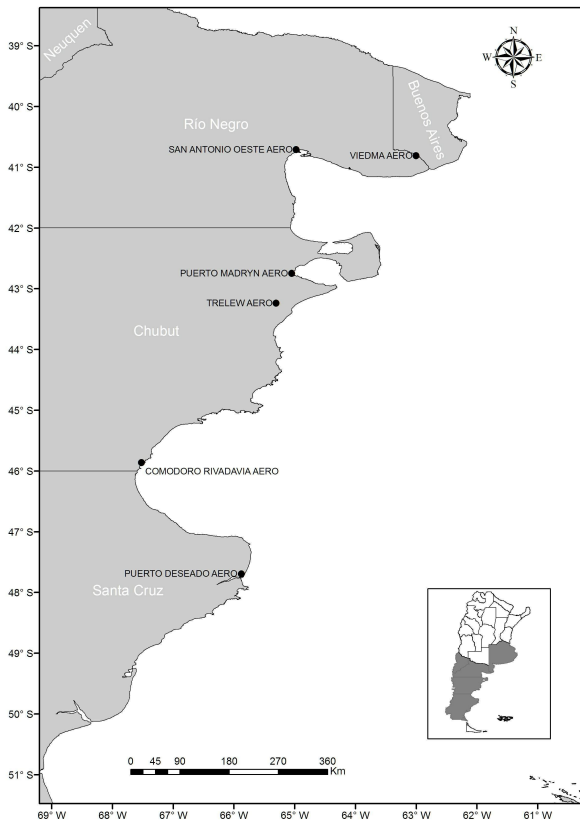 N
W E
S
39° S
Neuquen
40° S
Buenos Aires
Río Negro
SAN ANTONIO OESTE AERO
VIEDMA AERO
41° S
42° S
PUERTO MADRYN AERO
43° S
TRELEW AERO
Chubut
44° S
45° S
46° S
COMODORO RIVADAVIA AERO
47° S
PUERTO DESEADO AERO
Santa Cruz
48° S
49° S
50° S
0 45 90 180 270 360
Km
51° S
69° W 68° W 67° W 66° W 65° W 64° W 63° W 62° W 61° W